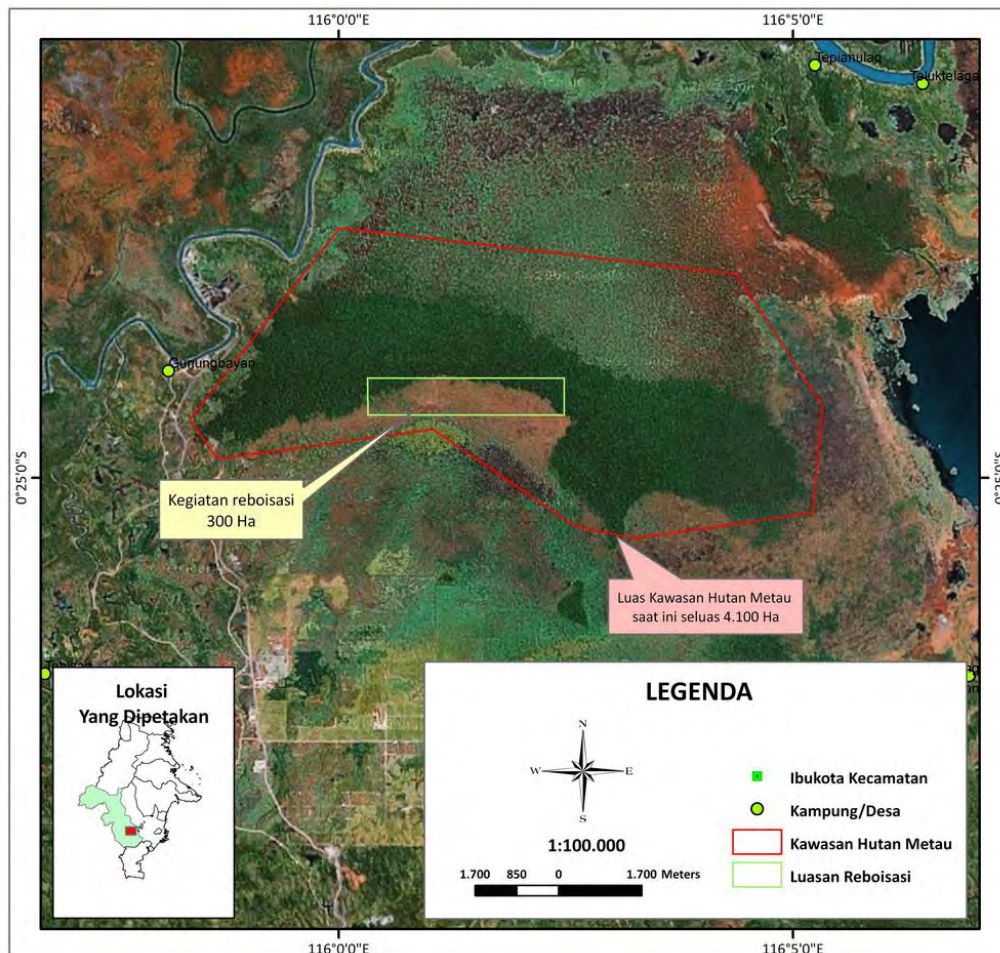 116°0'0"E
116°5'0"E
Tepianulaq
Teluktelaga
Gunungbayan
0°25'0"S
0°25'0"S
Kegiatan reboisasi
300 Ha
Luas Kawasan Hutan Metau
saat ini seluas 4.100 Ha
Lokasi
Yang Dipetakan
LEGENDA
N
W
E
S
1:100.000
1.700
850
0
1.700 Meters
Ibukota Kecamatan
Kampung/Desa
Kawasan Hutan Metau
Luasan Reboisasi
116°0'0"E
116°5'0"E